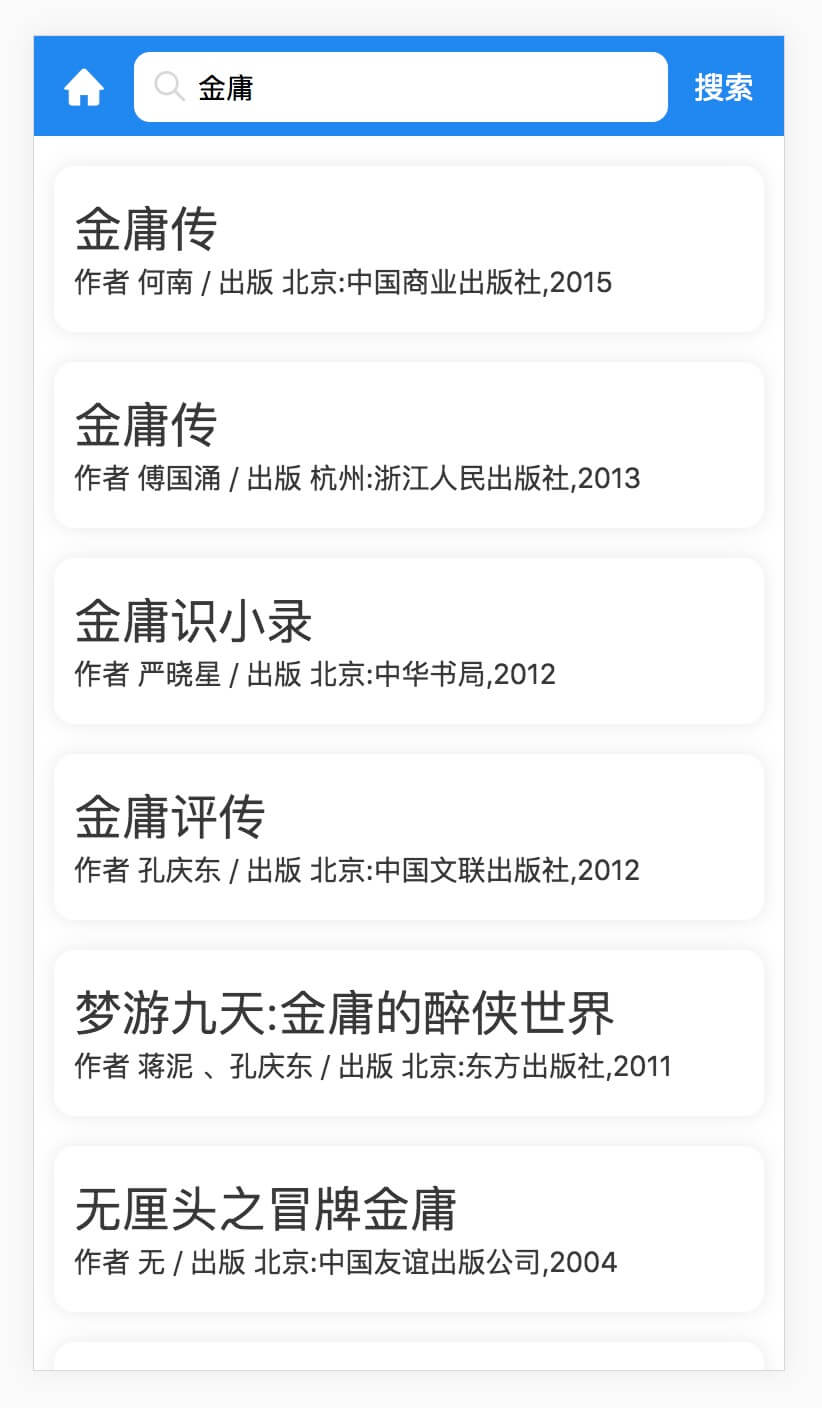 金庸
搜索
金庸传
作者 何南 / 出版 北京:中国商业出版社,2015
金庸传
作者 傅国涌 / 出版 杭州:浙江人民出版社,2013
金庸识小录
作者 严晓星 / 出版 北京:中华书局,2012
金庸评传
作者 孔庆东 / 出版 北京:中国文联出版社,2012
梦游九天:金庸的醉侠世界
作者 蒋泥 、孔庆东 / 出版 北京:东方出版社,2011
无厘头之冒牌金庸
作者 无 / 出版 北京:中国友谊出版公司,2004